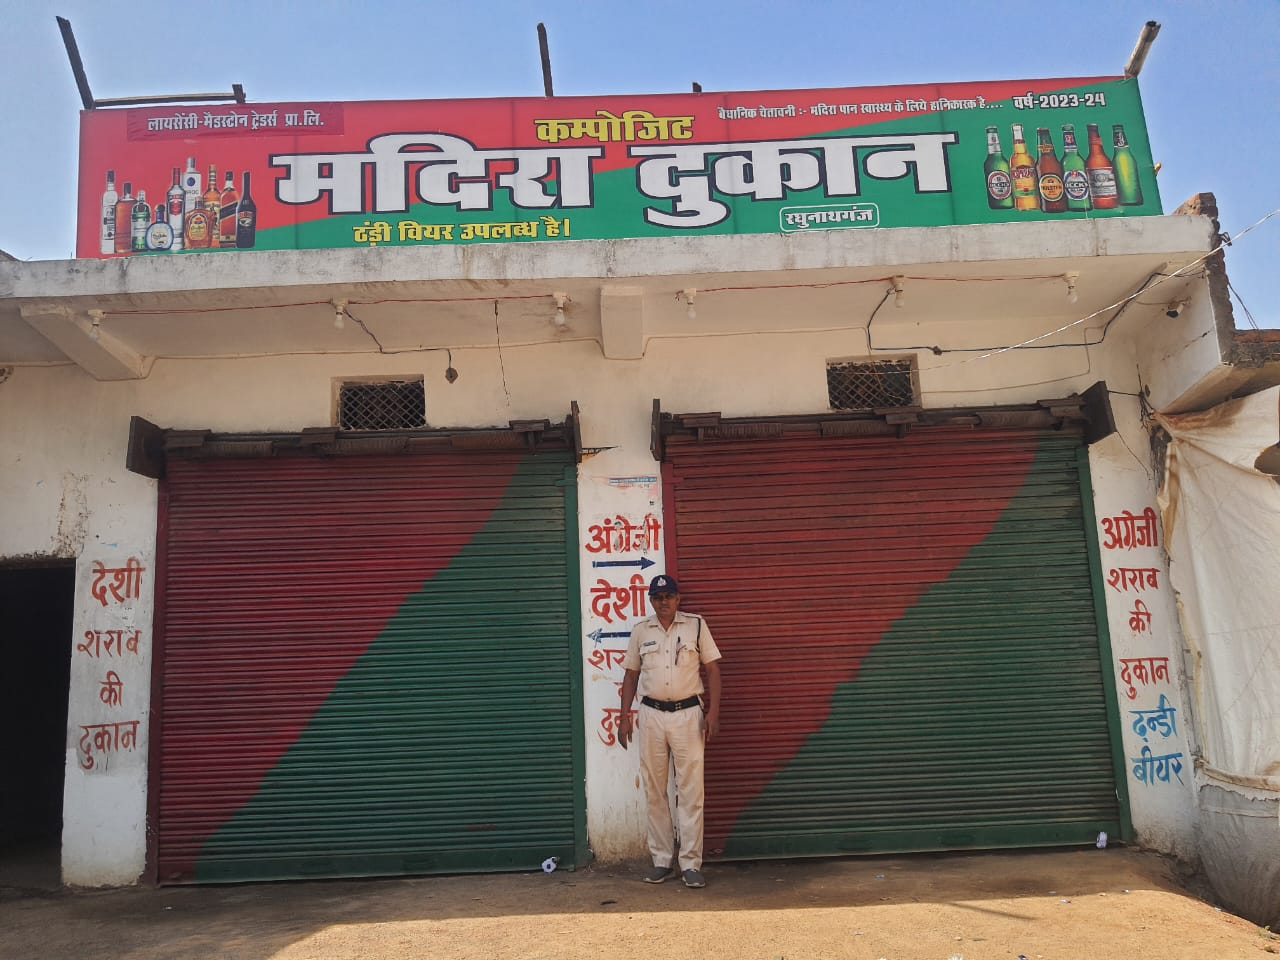 लायसेंसी-मैडस्टोन ट्रेडर्स प्रा.लि.
वैधानिक चेतावनी :- मदिरा पान स्वास्थ्य के लिये हानिकारक है.... वर्ष-2023-24
कम्पोजिट
मदिरा दुकान
ठंड़ी वियर उपलब्ध है।
रघुनाथगंज
देशी
शराब
की
दुकान
अंग्रेजी
देशी
अग्रेजी
शराब
की
दुकान
ठन्डी
बीयर